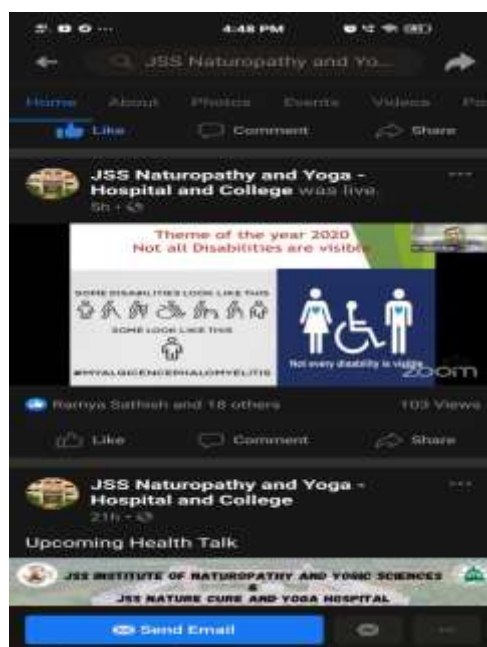 4:48 PM
JSS Naturopathy and Yo...
Home About Photos Events Videos Po
Like Comment Share
JSS Naturopathy and Yoga -
Hospital and College was live.
5h
Theme of the year 2020
Not all Disabilities are visible
SOME DISABILITIES LOOK LIKE THIS
SOME LOOK LIKE THIS
#MYALGICENCEPHALOMYELITIS
Not every disability is visible
zoom
Ramya Sathish and 18 others
103 Views
Like Comment Share
JSS Naturopathy and Yoga -
Hospital and College
21h
Upcoming Health Talk
JSS INSTITUTE OF NATUROPATHY AND YOGIC SCIENCES
&
JSS NATURE CURE AND YOGA HOSPITAL
Send Email